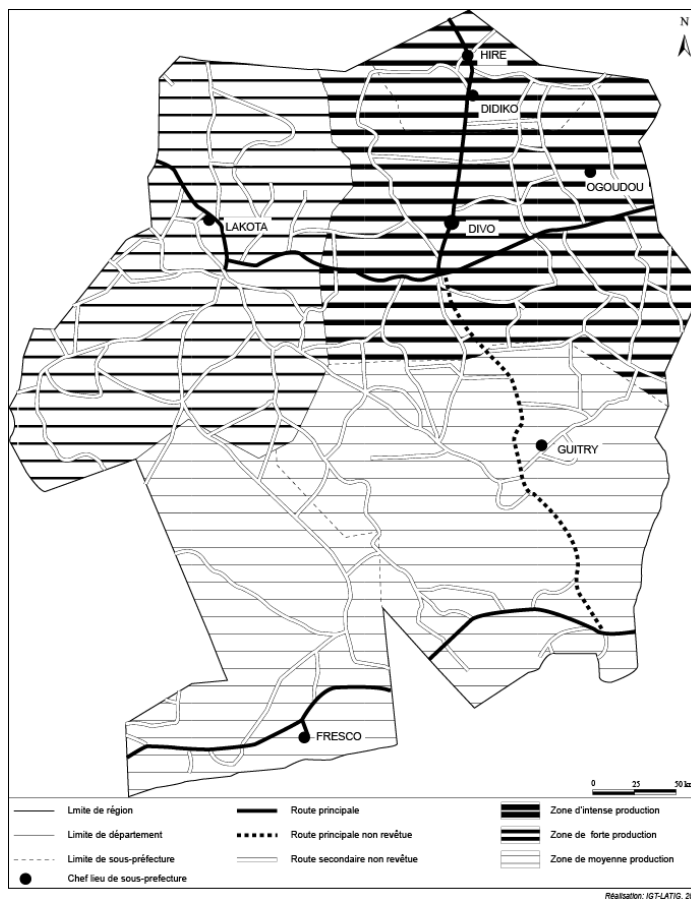 N
HIRE
DIDIKO
OGOUDOU
LAKOTA
DIVO
GUITRY
FRESCO
0 25 50 km
Lmite de région
Route principale
Zone d'intense production
Limite de département
Route principale non revêtue
Zone de forte production
Limite de sous-préfecture
Route secondaire non revêtue
Zone de moyenne production
Chef lieu de sous-prefecture
Réalisation: IGT-LATIG, 20